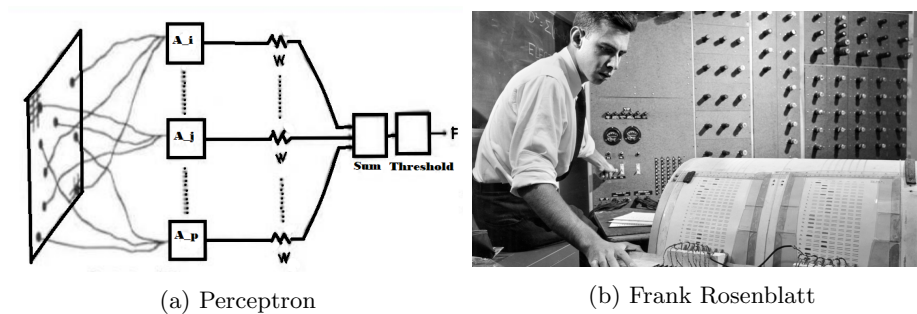 A_i
W
A_j
W
F
Sum Threshold
A_p
W
(a) Perceptron
(b) Frank Rosenblatt